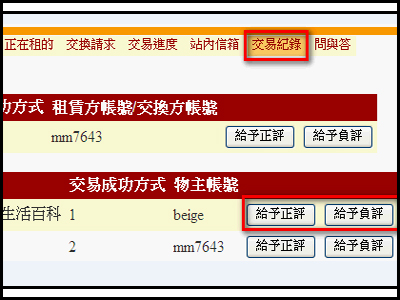 正在租的 交換請求 交易進度 站內信箱 交易紀錄 問與答
功方式 租賃方帳號/交換方帳號
mm7643 給予正評 給予負評
交易成功方式 物主帳號
生活百科 1 beige 給予正評 給予負評
2 mm7643 給予正評 給予負評